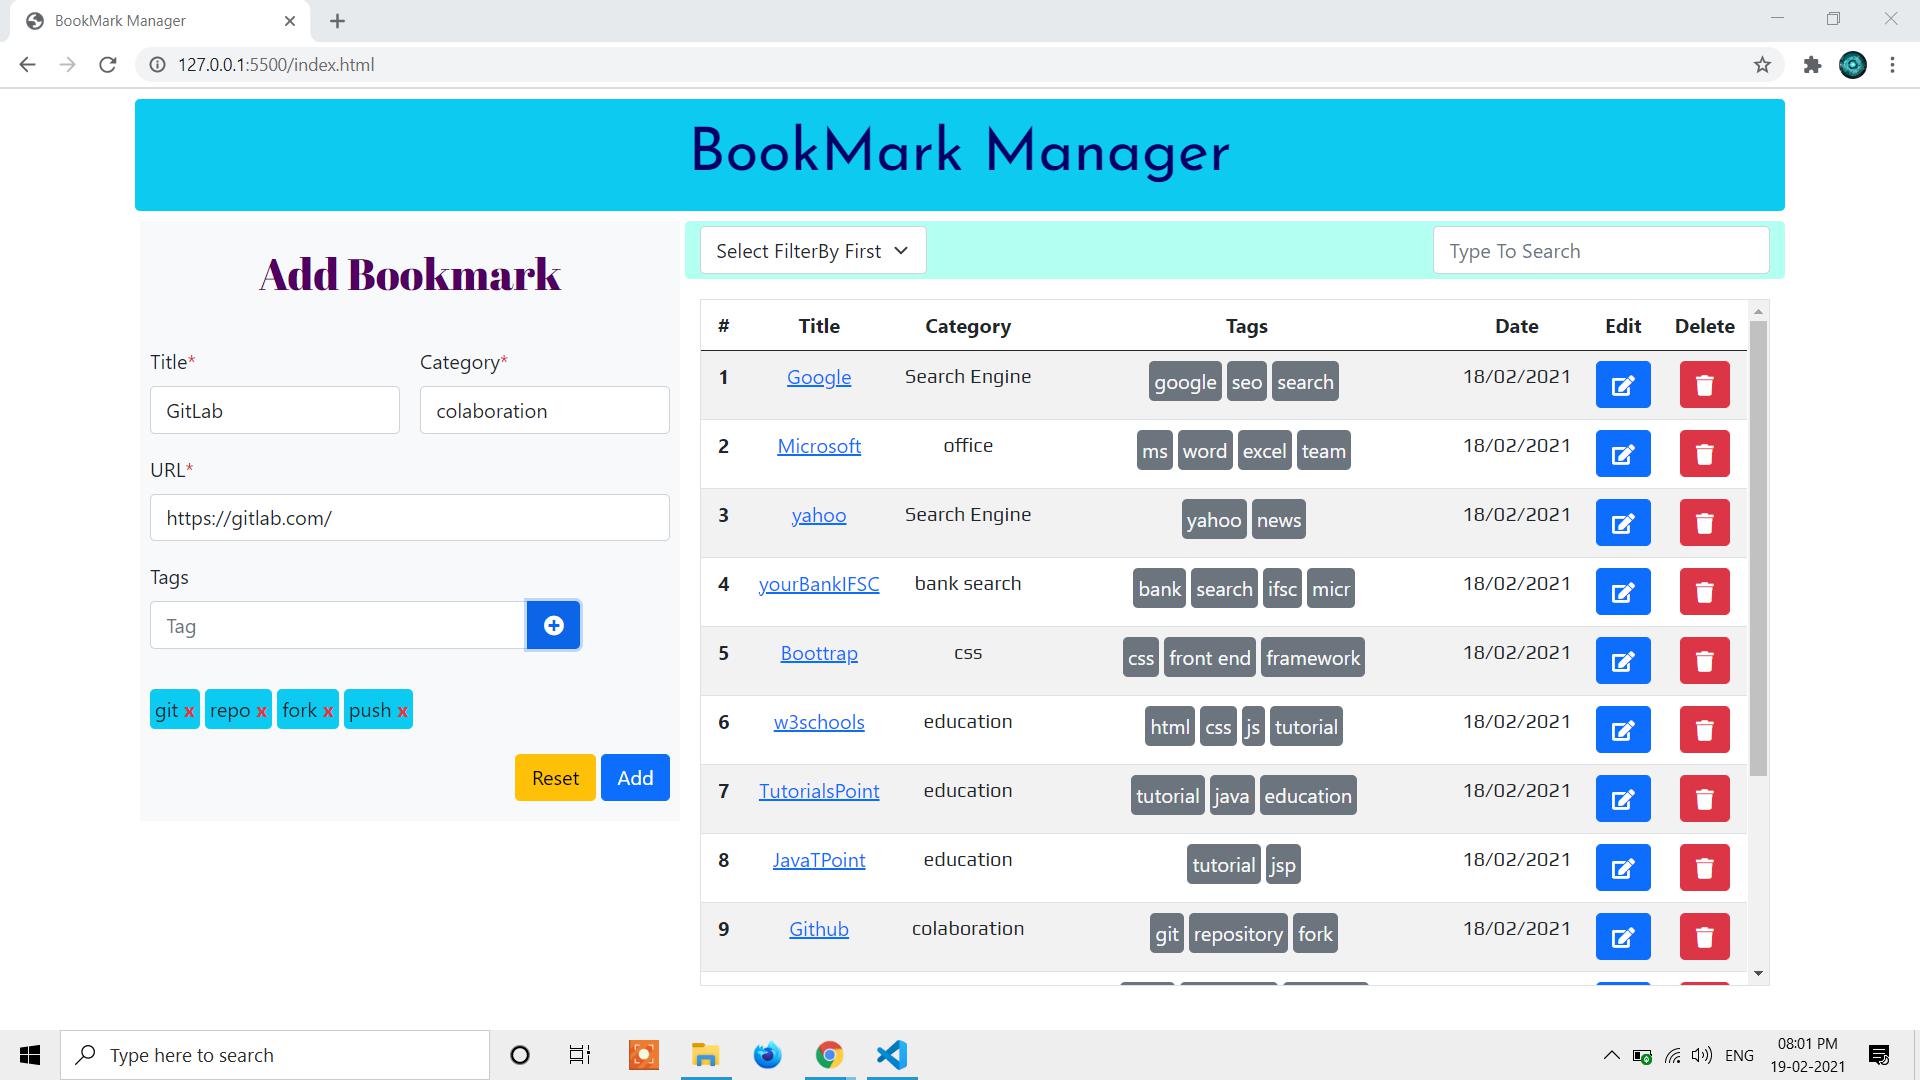 BookMark Manager
127.0.0.1:5500/index.html
BookMark Manager
Add Bookmark
Title*
Category*
GitLab
colaboration
URL*
https://gitlab.com/
Tags
Tag
git x repo x fork x push x
Reset Add
Select FilterBy First
Type To Search
# Title Category Tags Date Edit Delete
1 Google Search Engine google seo search 18/02/2021
2 Microsoft office ms word excel team 18/02/2021
3 yahoo Search Engine yahoo news 18/02/2021
4 yourBankIFSC bank search bank search ifsc micr 18/02/2021
5 Boottrap css css front end framework 18/02/2021
6 w3schools education html css js tutorial 18/02/2021
7 TutorialsPoint education tutorial java education 18/02/2021
8 JavaTPoint education tutorial jsp 18/02/2021
9 Github colaboration git repository fork 18/02/2021
Type here to search
ENG
08:01 PM
19-02-2021